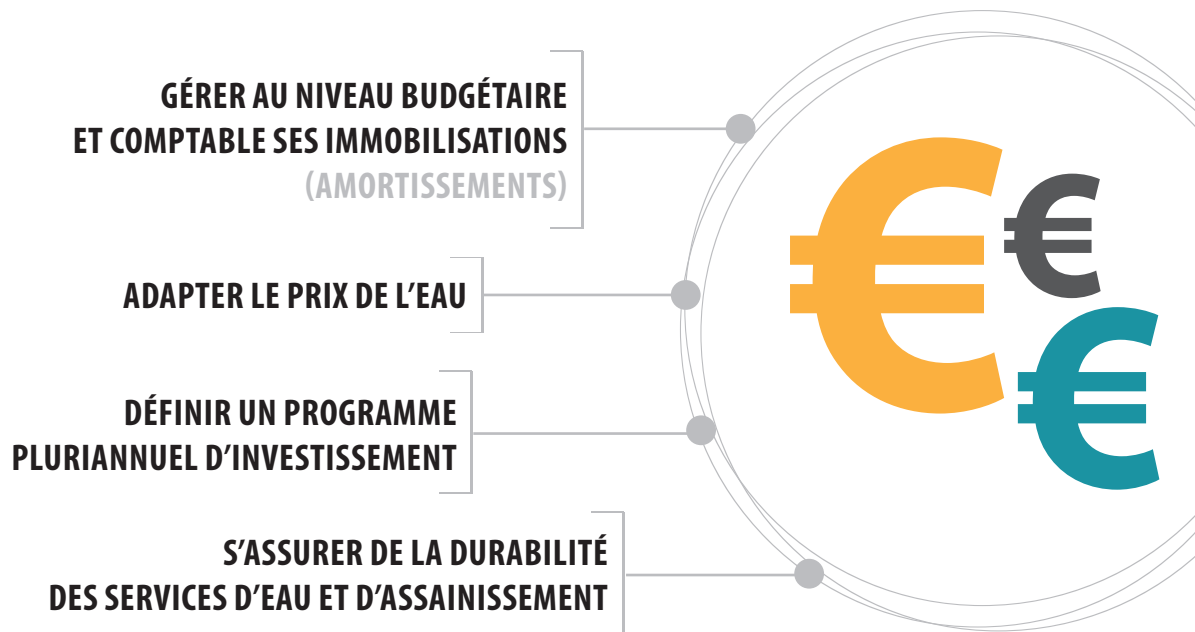 GÉRER AU NIVEAU BUDGÉTAIRE
ET COMPTABLE SES IMMOBILISATIONS
(AMORTISSEMENTS)
ADAPTER LE PRIX DE L’EAU
DÉFINIR UN PROGRAMME
PLURIANNUEL D’INVESTISSEMENT
S’ASSURER DE LA DURABILITÉ
DES SERVICES D’EAU ET D’ASSAINISSEMENT
€
€
€